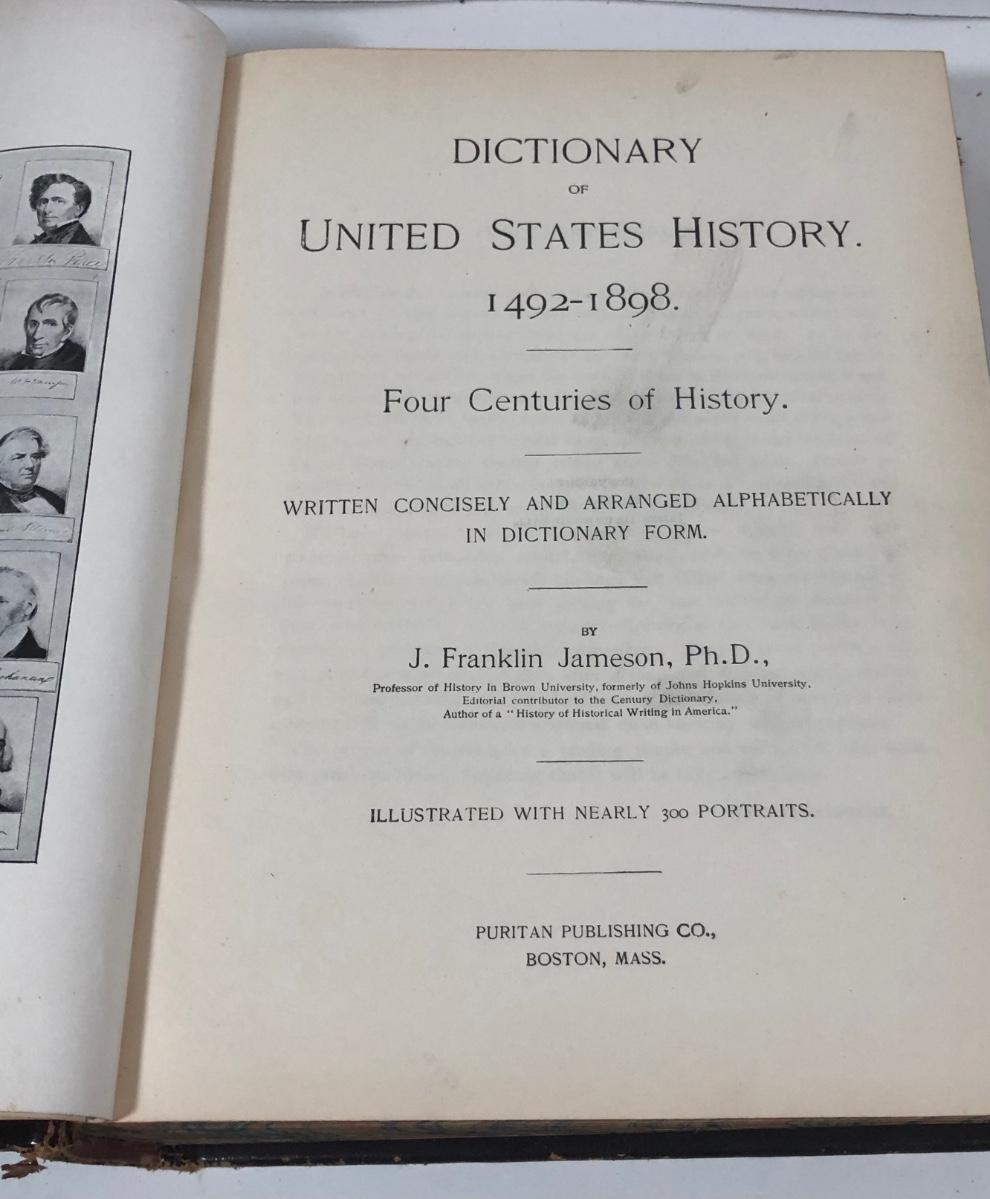 DICTIONARY
OF
UNITED STATES HISTORY.
1492-1898.
Four Centuries of History.
WRITTEN CONCISELY AND ARRANGED ALPHABETICALLY
IN DICTIONARY FORM.
BY
J. Franklin Jameson, Ph.D.,
Professor of History in Brown University, formerly of Johns Hopkins University,
Editorial contributor to the Century Dictionary,
Author of a "History of Historical Writing in America."
ILLUSTRATED WITH NEARLY 300 PORTRAITS.
PURITAN PUBLISHING CO.,
BOSTON, MASS.